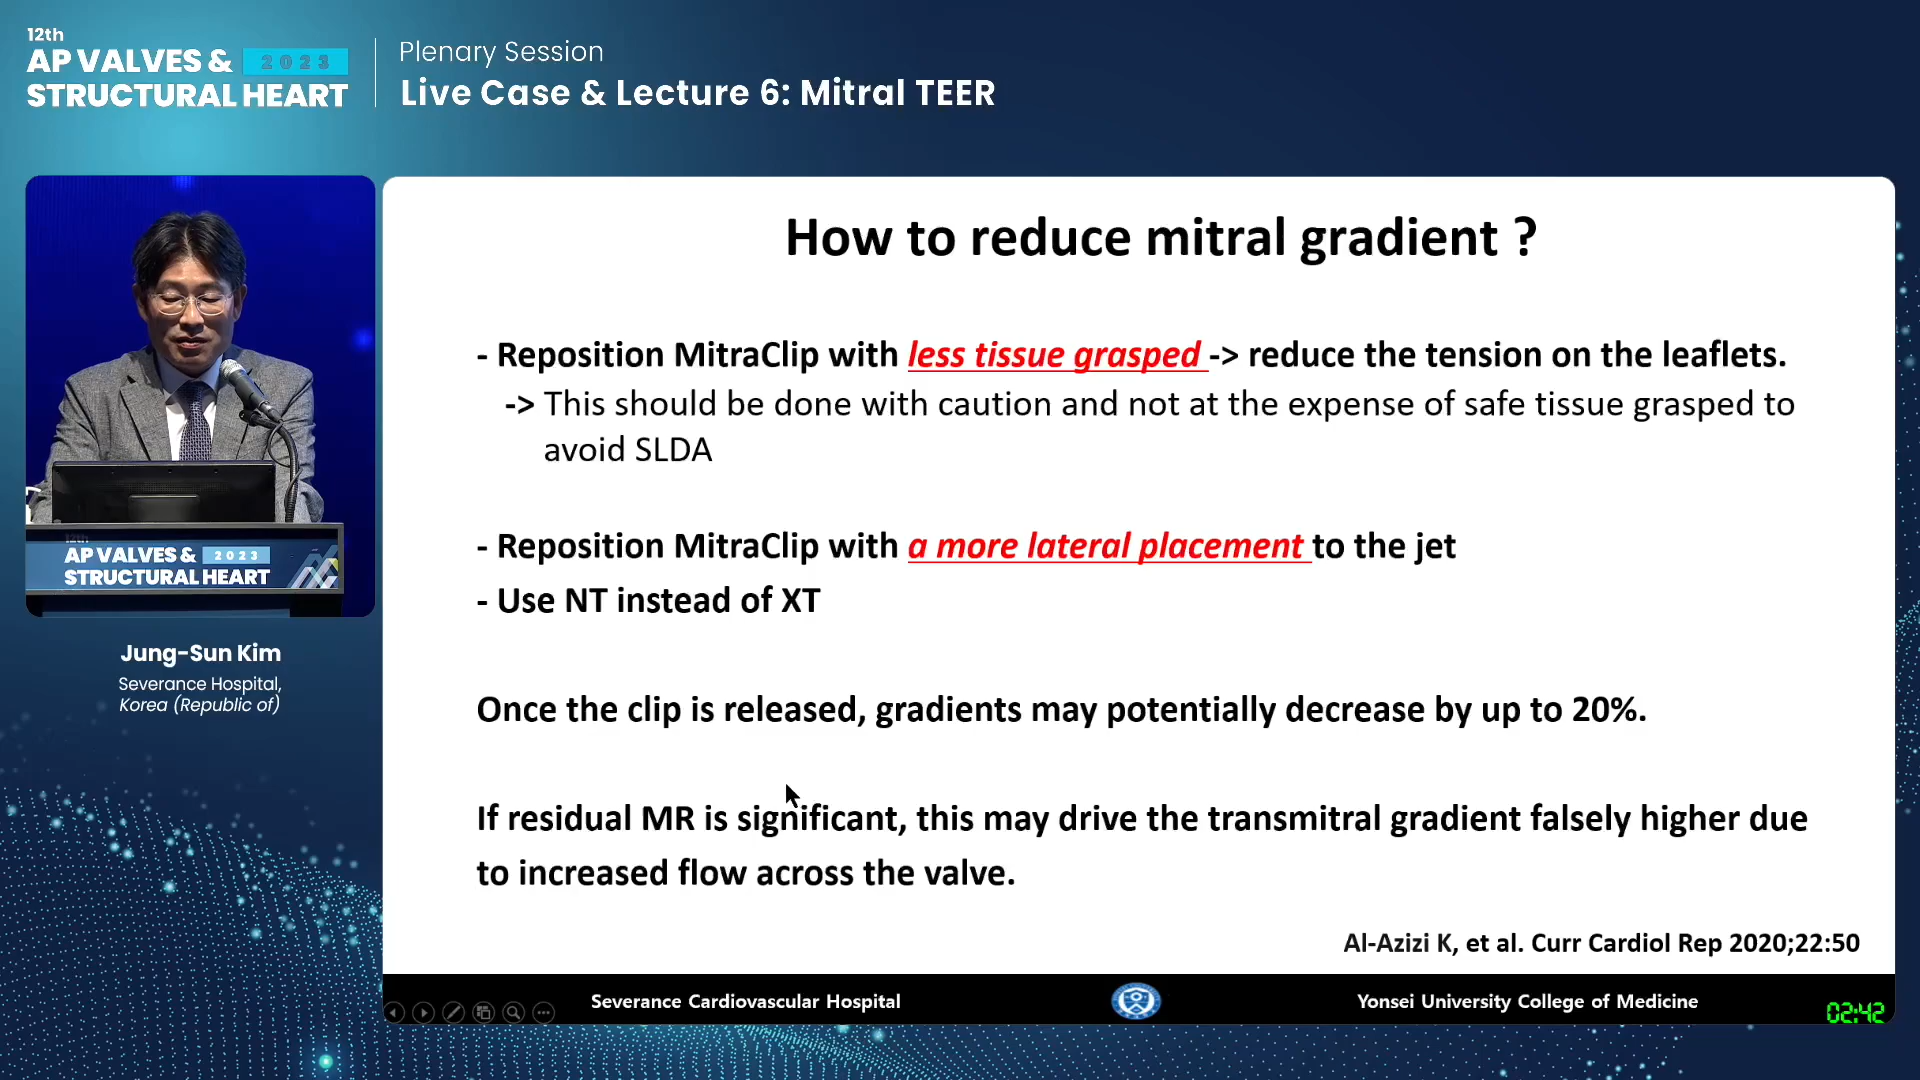 12th
AP VALVES & 2023
STRUCTURAL HEART
Plenary Session
Live Case & Lecture 6: Mitral TEER
12th
AP VALVES & 2023
STRUCTURAL HEART
Jung-Sun Kim
Severance Hospital,
Korea (Republic of)
How to reduce mitral gradient ?
- Reposition MitraClip with less tissue grasped -> reduce the tension on the leaflets.
-> This should be done with caution and not at the expense of safe tissue grasped to
avoid SLDA
- Reposition MitraClip with a more lateral placement to the jet
- Use NT instead of XT
Once the clip is released, gradients may potentially decrease by up to 20%.
If residual MR is significant, this may drive the transmitral gradient falsely higher due
to increased flow across the valve.
Al-Azizi K, et al. Curr Cardiol Rep 2020;22:50
Severance Cardiovascular Hospital
Yonsei University College of Medicine
02:42